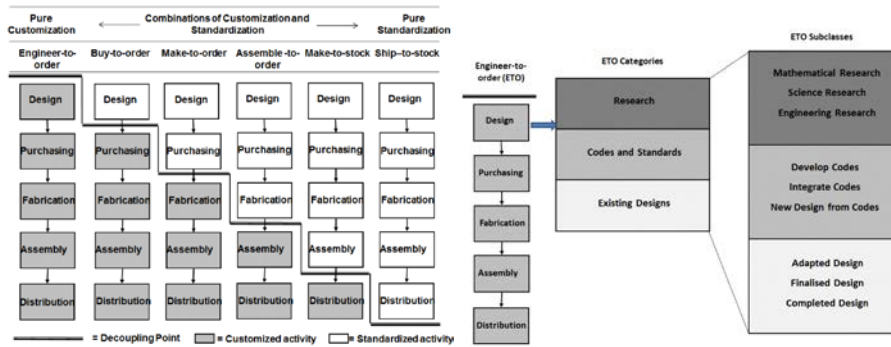 Pure Customization
Combinations of Customization and Standardization
Pure Standardization
Engineer-to-order
Buy-to-order
Make-to-order
Assemble -to-order
Make-to-stock
Ship--to-stock
Design
Design
Design
Design
Design
Design
Purchasing
Purchasing
Purchasing
Purchasing
Purchasing
Purchasing
Fabrication
Fabrication
Fabrication
Fabrication
Fabrication
Fabrication
Assembly
Assembly
Assembly
Assembly
Assembly
Assembly
Distribution
Distribution
Distribution
Distribution
Distribution
Distribution
= Decoupling Point
= Customized activity
= Standardized activity
Engineer-to-order (ETO)
Design
Purchasing
Fabrication
Assembly
Distribution
ETO Categories
Research
Codes and Standards
Existing Designs
ETO Subclasses
Mathematical Research
Science Research
Engineering Research
Develop Codes
Integrate Codes
New Design from Codes
Adapted Design
Finalised Design
Completed Design